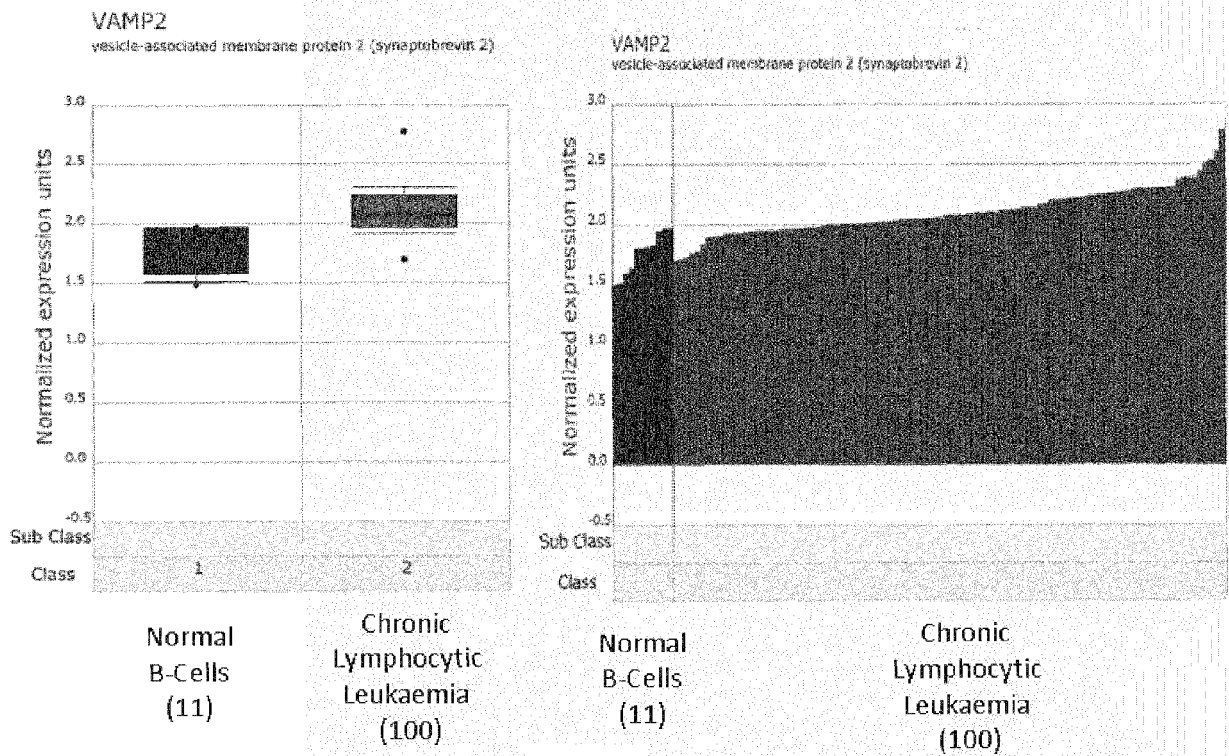 VAMP2
vesicle-associated membrane protein 2 (synaptobrevin 2)
Normalized expression units
3.0
2.5
2.0
1.5
1.0
0.5
0.0
-0.5
Sub Class
Class
1
2
Normal
B-Cells
(11)
Chronic
Lymphocytic
Leukaemia
(100)
VAMP2
vesicle-associated membrane protein 2 (synaptobrevin 2)
Normalized expression units
3.0
2.5
2.0
1.5
1.0
0.5
0.0
-0.5
Sub Class
Class
Normal
B-Cells
(11)
Chronic
Lymphocytic
Leukaemia
(100)